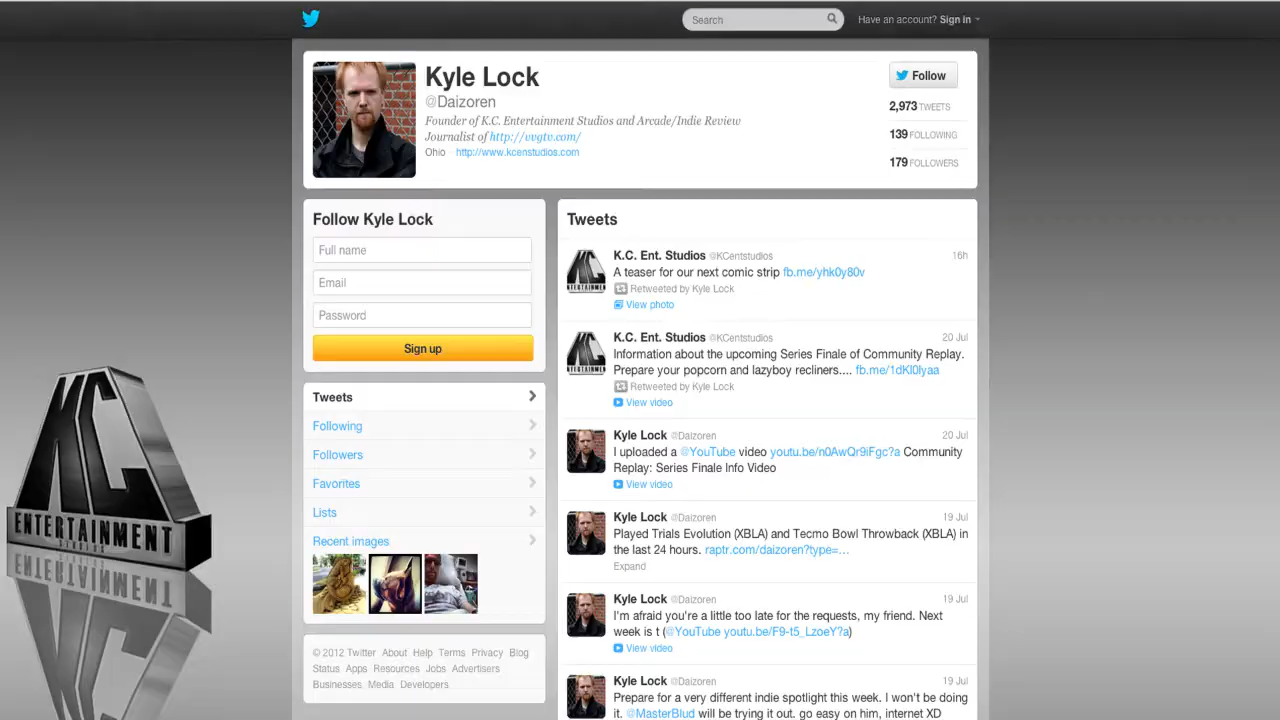 Search
Have an account? Sign in
Kyle Lock
@Daizoren
Founder of K.C. Entertainment Studios and Arcade/Indie Review
Journalist of http://vvgtv.com/
Ohio http://www.kcenstudios.com
Follow
2,973 TWEETS
139 FOLLOWING
179 FOLLOWERS
Follow Kyle Lock
Full name
Email
Password
Sign up
Tweets
Following
Followers
Favorites
Lists
Recent images
© 2012 Twitter About Help Terms Privacy Blog
Status Apps Resources Jobs Advertisers
Businesses Media Developers
Tweets
K.C. Ent. Studios @KCentstudios 16h
A teaser for our next comic strip fb.me/yhk0y80v
Retweeted by Kyle Lock
View photo
K.C. Ent. Studios @KCentstudios 20 Jul
Information about the upcoming Series Finale of Community Replay.
Prepare your popcorn and lazyboy recliners.... fb.me/1dKI0Iyaa
Retweeted by Kyle Lock
View video
Kyle Lock @Daizoren 20 Jul
I uploaded a @YouTube video youtu.be/n0AwQr9iFgc?a Community
Replay: Series Finale Info Video
View video
Kyle Lock @Daizoren 19 Jul
Played Trials Evolution (XBLA) and Tecmo Bowl Throwback (XBLA) in
the last 24 hours. raptr.com/daizoren?type=…
Expand
Kyle Lock @Daizoren 19 Jul
I'm afraid you're a little too late for the requests, my friend. Next
week is t (@YouTube youtu.be/F9-t5_LzoeY?a)
View video
Kyle Lock @Daizoren 19 Jul
Prepare for a very different indie spotlight this week. I won't be doing
it. @MasterBlud will be trying it out. go easy on him, internet XD
KC
ENTERTAINMENT
STUDIOS